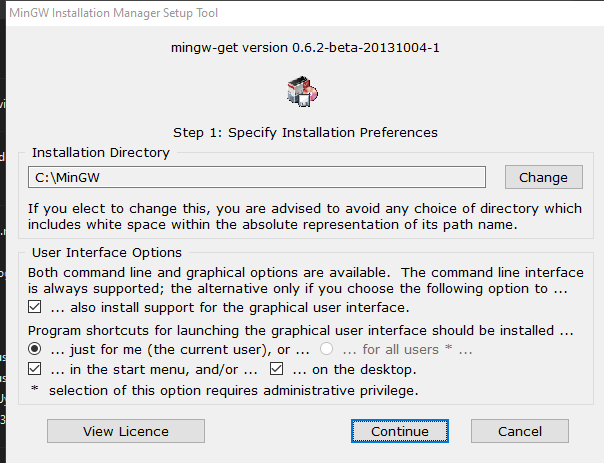 MinGW Installation Manager Setup Tool
mingw-get version 0.6.2-beta-20131004-1
Step 1: Specify Installation Preferences
Installation Directory
C:\MinGW
Change
If you elect to change this, you are advised to avoid any choice of directory which
includes white space within the absolute representation of its path name.
User Interface Options
Both command line and graphical options are available. The command line interface
is always supported; the alternative only if you choose the following option to ...
... also install support for the graphical user interface.
Program shortcuts for launching the graphical user interface should be installed ...
... just for me (the current user), or ... ... for all users * ...
... in the start menu, and/or ... ... on the desktop.
* selection of this option requires administrative privilege.
View Licence
Continue
Cancel